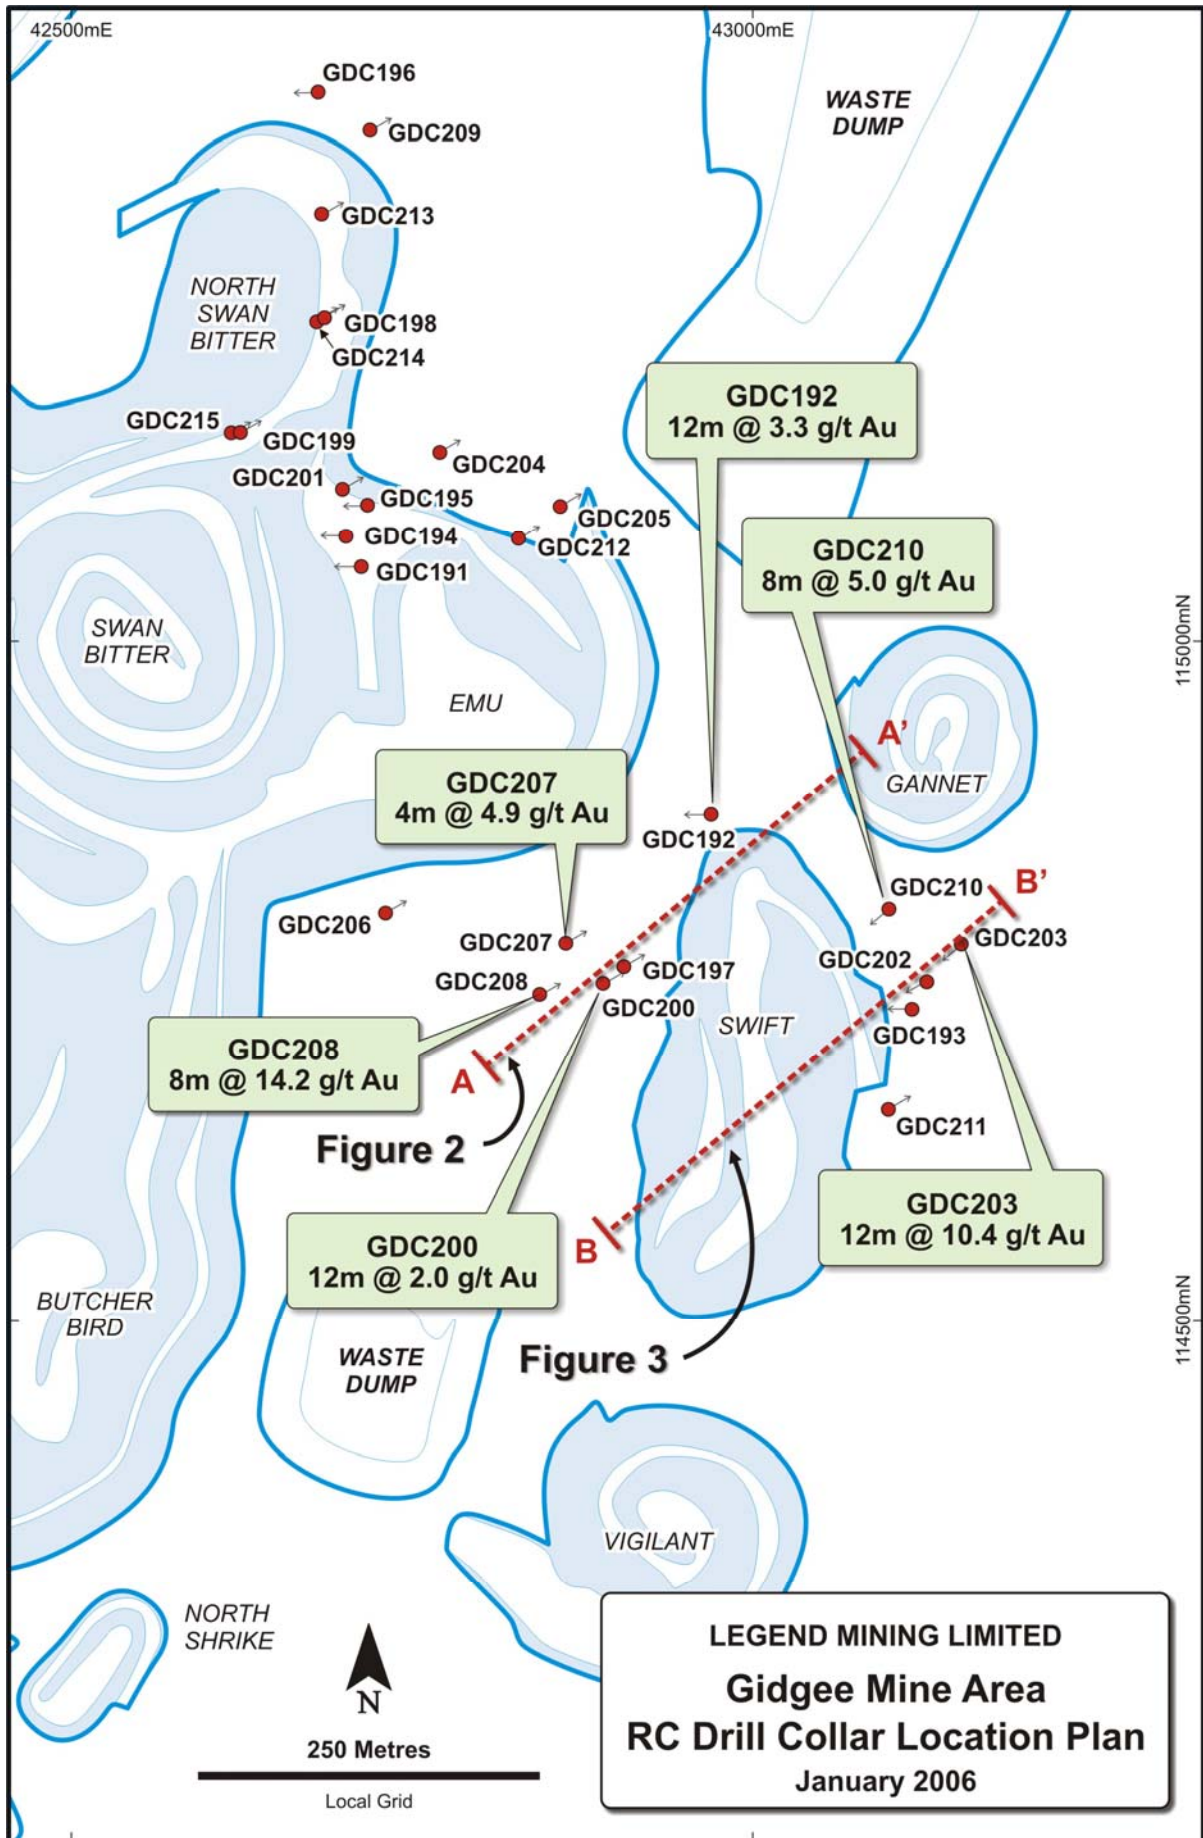 42500mE
43000mE
GDC196
GDC209
WASTE
DUMP
GDC213
NORTH
SWAN
BITTER
GDC198
GDC214
GDC192
12m @ 3.3 g/t Au
GDC215
GDC199
GDC204
GDC201
GDC195
GDC205
GDC194
GDC212
GDC191
GDC210
8m @ 5.0 g/t Au
SWAN
BITTER
115000mN
EMU
A'
GANNET
GDC207
4m @ 4.9 g/t Au
GDC192
GDC210
B'
GDC206
GDC207
GDC203
GDC197
GDC202
GDC208
GDC200
SWIFT
GDC193
GDC208
8m @ 14.2 g/t Au
A
GDC211
Figure 2
GDC203
12m @ 10.4 g/t Au
GDC200
12m @ 2.0 g/t Au
B
BUTCHER
BIRD
114500mN
WASTE
DUMP
Figure 3
VIGILANT
NORTH
SHRIKE
N
250 Metres
Local Grid
LEGEND MINING LIMITED
Gidgee Mine Area
RC Drill Collar Location Plan
January 2006